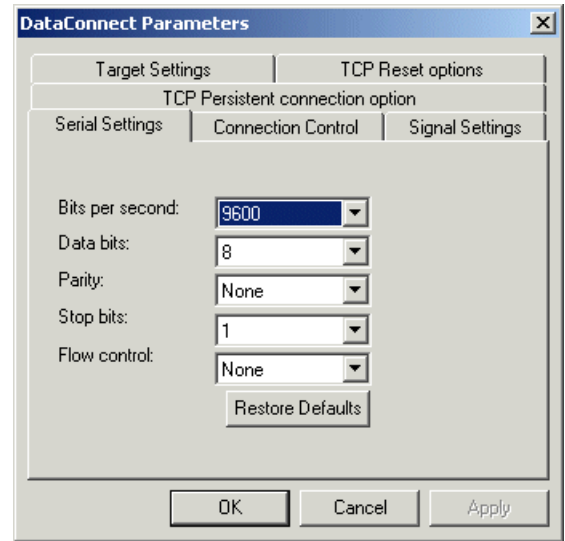 DataConnect Parameters
Target Settings TCP Reset options
TCP Persistent connection option
Serial Settings Connection Control Signal Settings
Bits per second: 9600
Data bits: 8
Parity: None
Stop bits: 1
Flow control: None
Restore Defaults
OK Cancel Apply